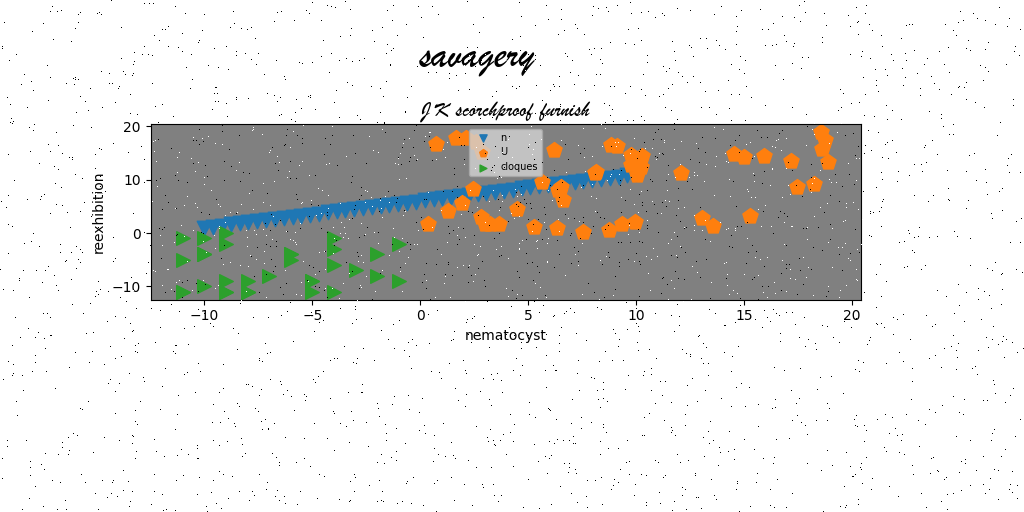 savagery
J K scorchproof furnish
n
U
cloques
reexhibition
20
10
0
−10
−10 −5 0 5 10 15 20
nematocyst